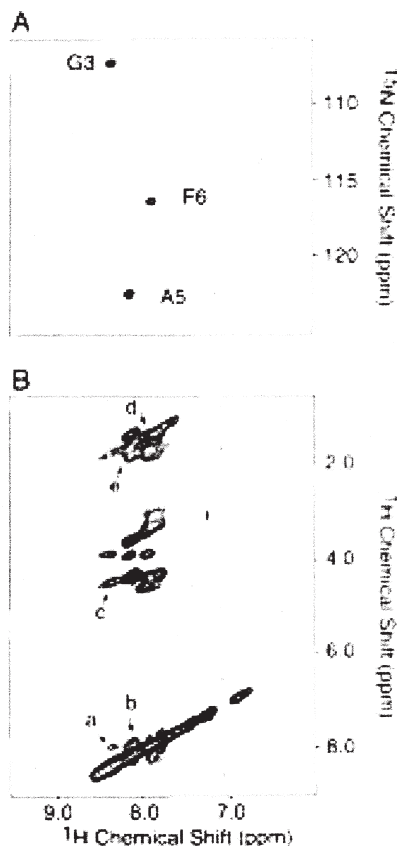 A
G3
F6
A5
110
115
120
15N Chemical Shift (ppm)
B
d
e
c
a
b
2.0
4.0
6.0
8.0
1H Chemical Shift (ppm)
9.0 8.0 7.0
1H Chemical Shift (ppm)